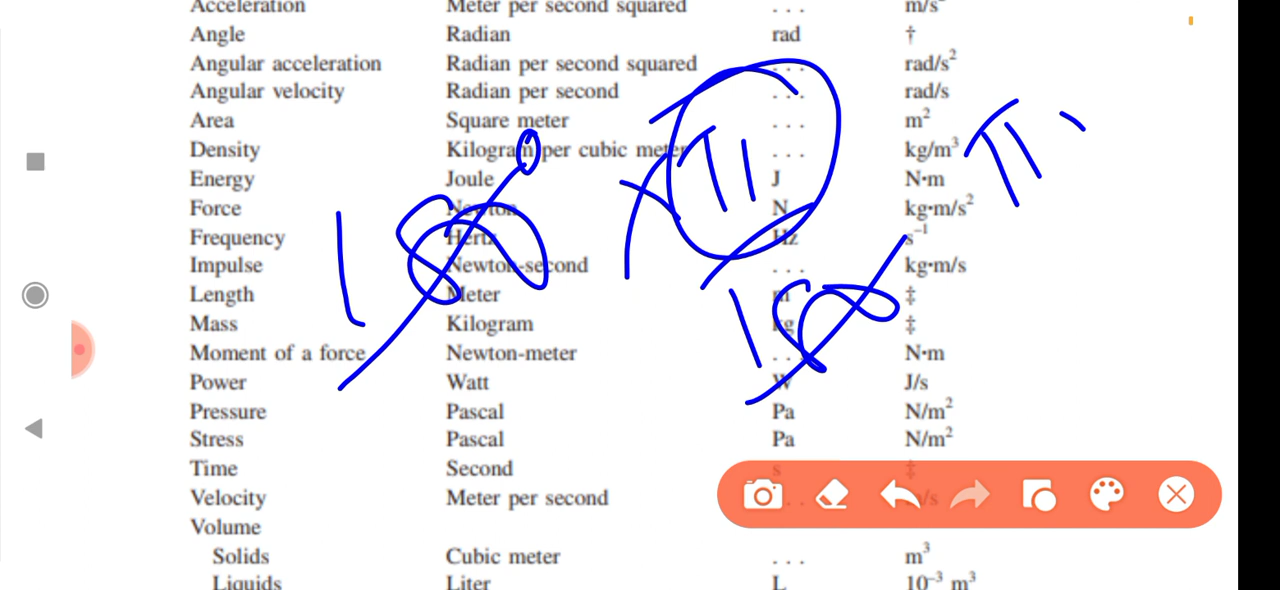 Acceleration Meter per second squared . . . m/s²
Angle Radian rad †
Angular acceleration Radian per second squared . . . rad/s²
Angular velocity Radian per second . . . rad/s
Area Square meter . . . m²
Density Kilogram per cubic meter . . . kg/m³
Energy Joule J N·m
Force Newton N kg·m/s²
Frequency Hertz Hz s⁻¹
Impulse Newton-second . . . kg·m/s
Length Meter m ‡
Mass Kilogram kg ‡
Moment of a force Newton-meter . . . N·m
Power Watt W J/s
Pressure Pascal Pa N/m²
Stress Pascal Pa N/m²
Time Second s ‡
Velocity Meter per second . . . m/s
Volume
Solids Cubic meter . . . m³
Liquids Liter L 10⁻³ m³
180° × π / 180 π